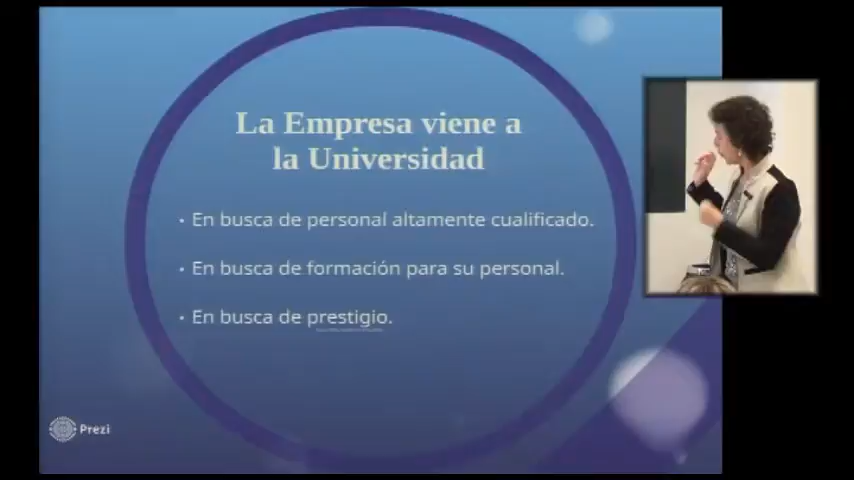 La Empresa viene a
la Universidad
• En busca de personal altamente cualificado.
• En busca de formación para su personal.
• En busca de prestigio.
Prezi